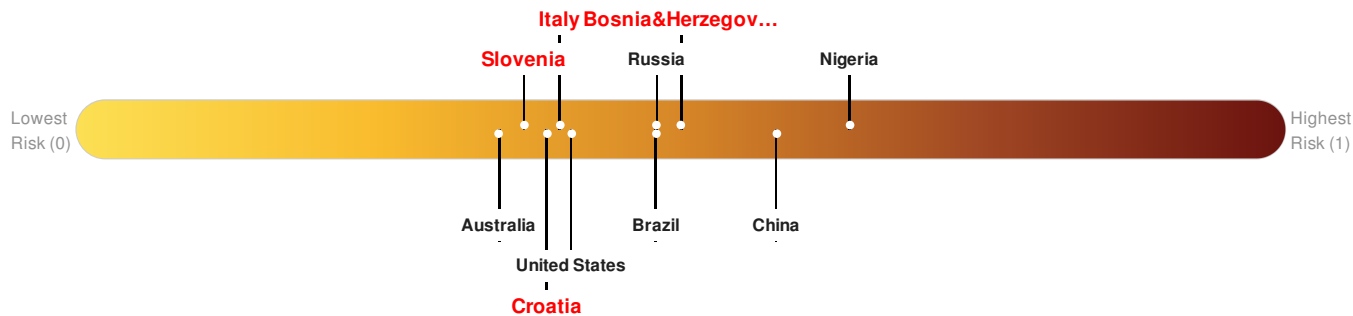 Italy Bosnia&Herzegov…
Slovenia
Russia
Nigeria
Lowest
Risk (0)
Highest
Risk (1)
Australia
Brazil
China
United States
Croatia